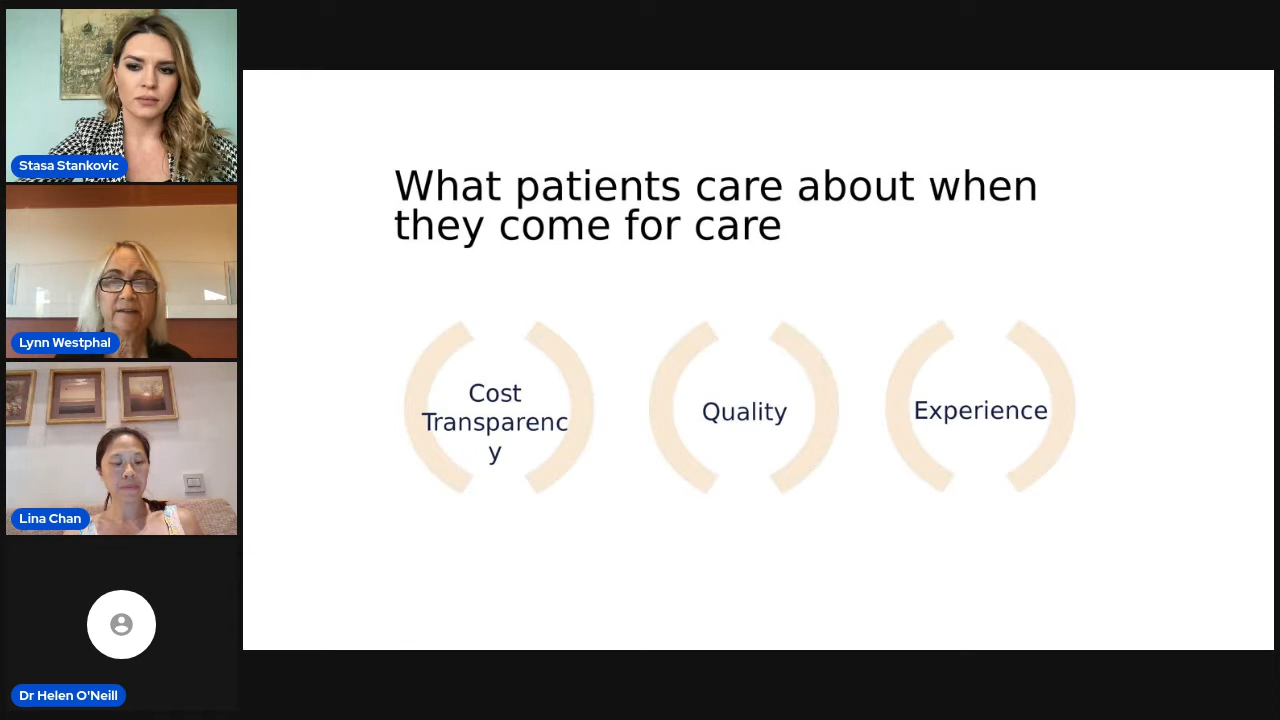 Stasa Stankovic
Lynn Westphal
Lina Chan
Dr Helen O'Neill
What patients care about when
they come for care
Cost
Transparenc
y
Quality
Experience